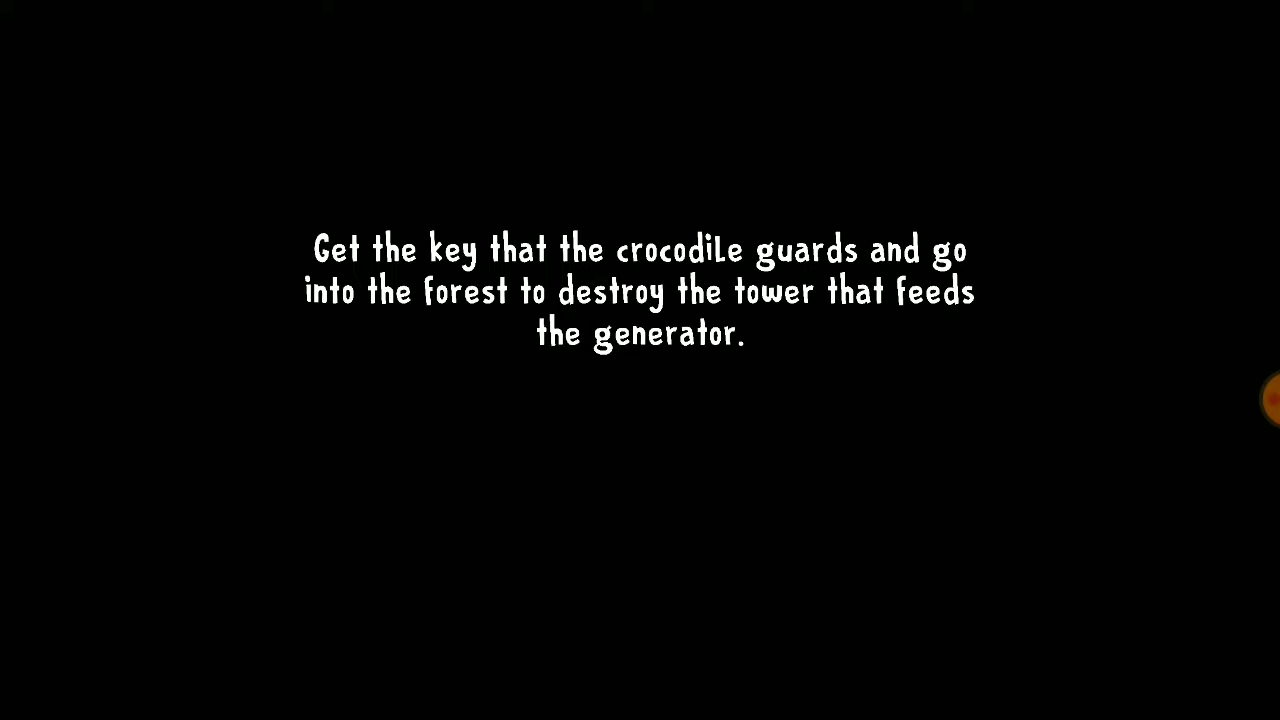 Get the key that the crocodile guards and go
into the forest to destroy the tower that feeds
the generator.